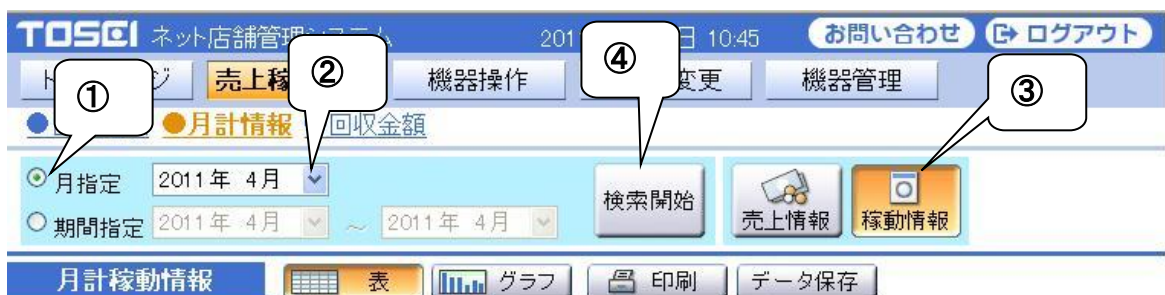 TOSEI ネット店舗管理システム 201 日 10:45 お問い合わせ ログアウト
① 売上稼 ② 機器操作 ④ 変更 機器管理 ③
月計情報 回収金額
月指定 2011年 4月 検索開始 売上情報 稼動情報
期間指定 2011年 4月 ~ 2011年 4月
月計稼動情報 表 グラフ 印刷 データ保存